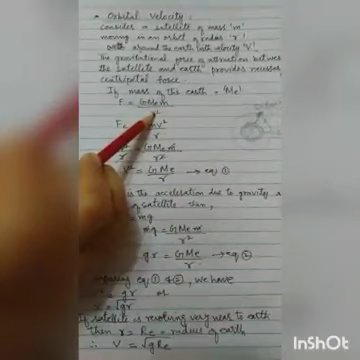 • Orbital Velocity :
Consider a satellite of mass 'm'
moving in an orbit of radius 'r'
around the earth with velocity 'V'.
The gravitational force of attraction between
the satellite and earth provides necessary
centripetal force.
If mass of the earth = Me'
F = GMem
r²
F = mv²
r
r = GMem
r²
V² = GMe/r → eq ①
is the acceleration due to gravity a
of satellite then,
= mg
mg = GMem/r²
gr = GMe/r → eq ②
eq ① & ②, we have
= gr or
= √gr
If satellite is revolving very near to earth
then r = Re = radius of earth
∴ V = √gRe
InShOt